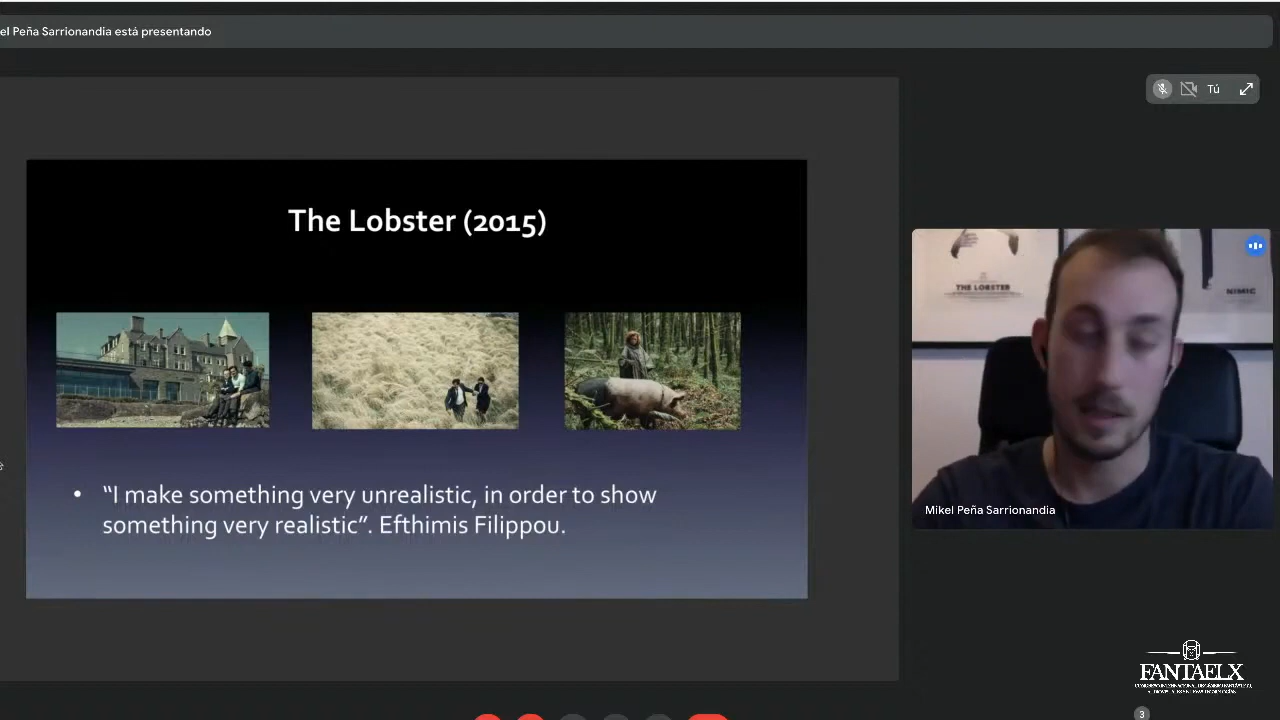 el Peña Sarrionandia está presentando
Tú
The Lobster (2015)
THE LOBSTER
NIMIC
• “I make something very unrealistic, in order to show
something very realistic”. Efthimis Filippou.
Mikel Peña Sarrionandia
FANTAELX
3